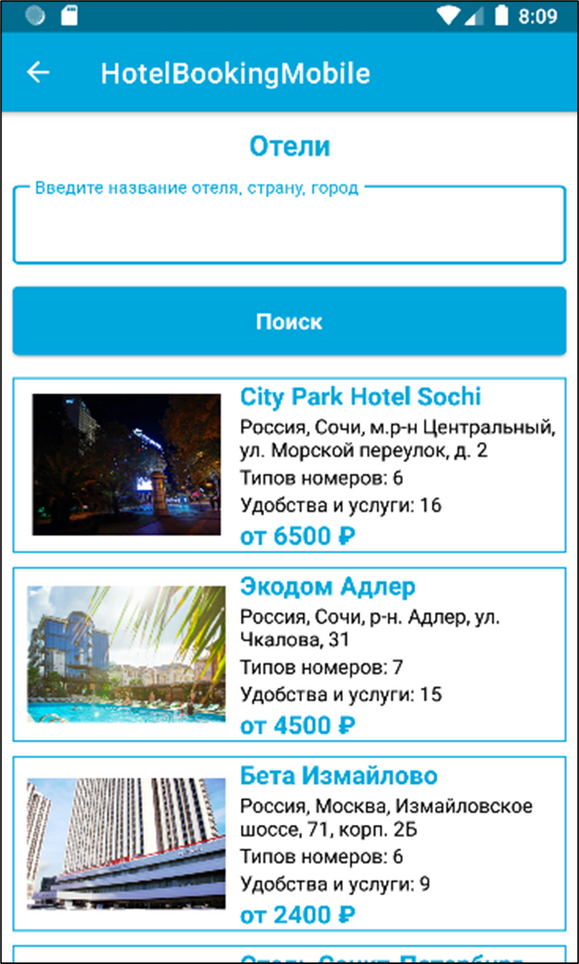 8:09
HotelBookingMobile
Отели
Введите название отеля, страну, город
Поиск
City Park Hotel Sochi
Россия, Сочи, м.р-н Центральный,
ул. Морской переулок, д. 2
Типов номеров: 6
Удобства и услуги: 16
от 6500 ₽
Экодом Адлер
Россия, Сочи, р-н. Адлер, ул.
Чкалова, 31
Типов номеров: 7
Удобства и услуги: 15
от 4500 ₽
Бета Измайлово
Россия, Москва, Измайловское
шоссе, 71, корп. 2Б
Типов номеров: 6
Удобства и услуги: 9
от 2400 ₽
Отель Санкт-Петербург